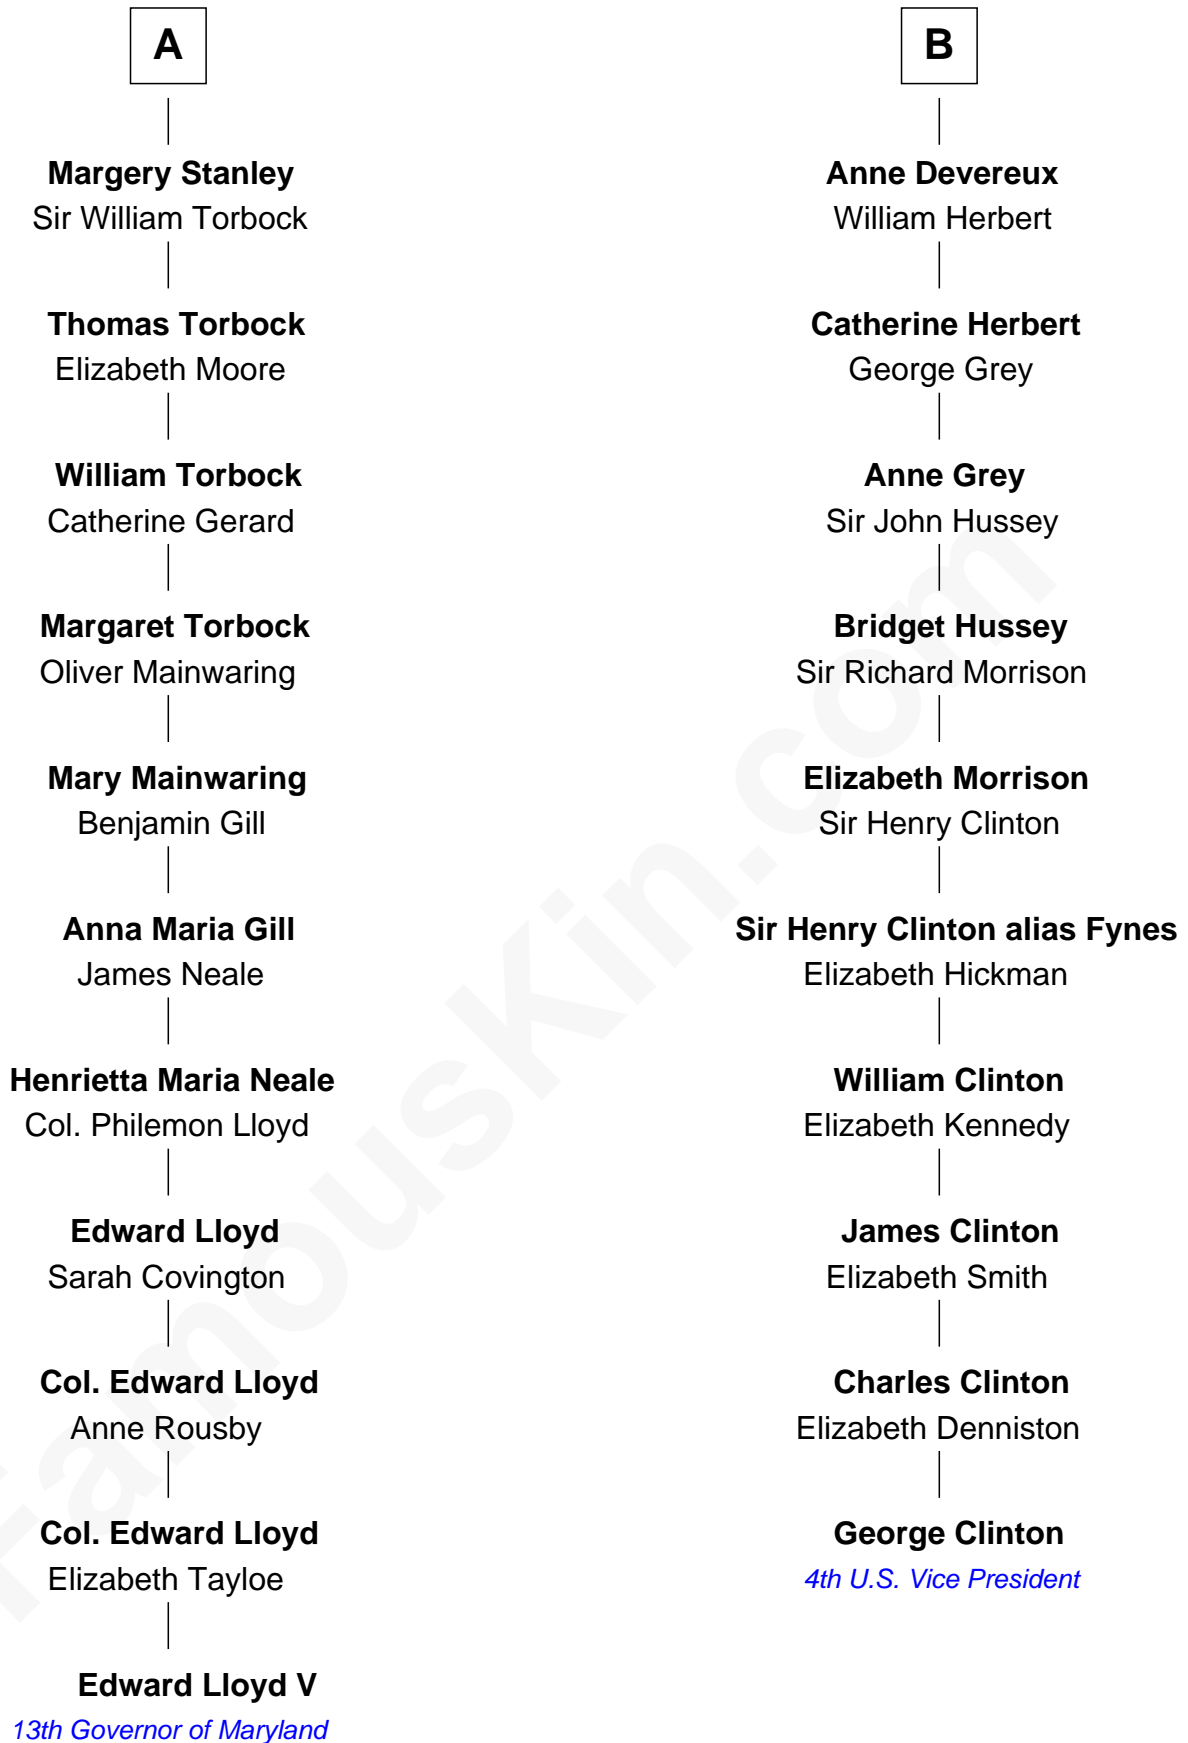 A
Margery Stanley
Sir William Torbock
Thomas Torbock
Elizabeth Moore
William Torbock
Catherine Gerard
Margaret Torbock
Oliver Mainwaring
Mary Mainwaring
Benjamin Gill
Anna Maria Gill
James Neale
Henrietta Maria Neale
Col. Philemon Lloyd
Edward Lloyd
Sarah Covington
Col. Edward Lloyd
Anne Rousby
Col. Edward Lloyd
Elizabeth Tayloe
Edward Lloyd V
13th Governor of Maryland
B
Anne Devereux
William Herbert
Catherine Herbert
George Grey
Anne Grey
Sir John Hussey
Bridget Hussey
Sir Richard Morrison
Elizabeth Morrison
Sir Henry Clinton
Sir Henry Clinton alias Fynes
Elizabeth Hickman
William Clinton
Elizabeth Kennedy
James Clinton
Elizabeth Smith
Charles Clinton
Elizabeth Denniston
George Clinton
4th U.S. Vice President
FamousKin.com